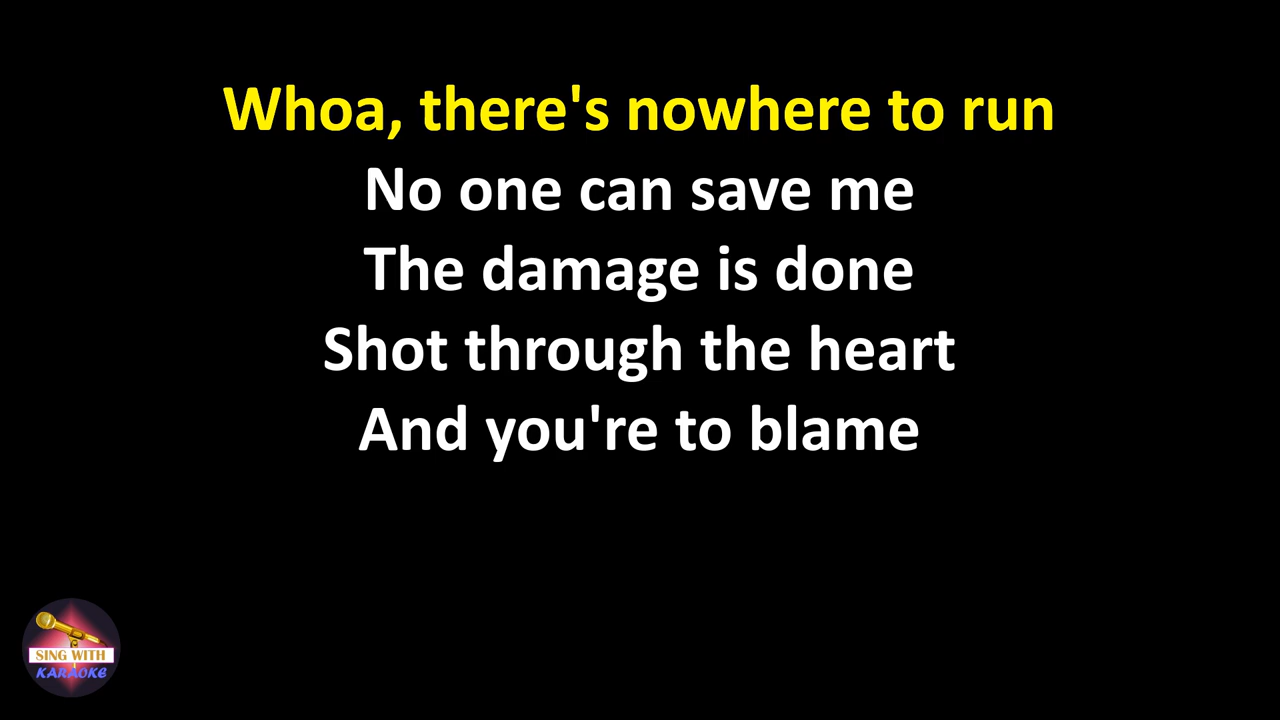 Whoa, there's nowhere to run
No one can save me
The damage is done
Shot through the heart
And you're to blame
SING WITH
KARAOKE